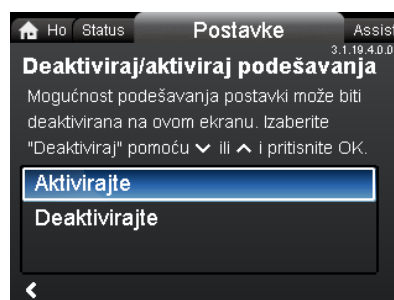 Ho Status Postavke Assist
3.1.19.4.0.0
Deaktiviraj/aktiviraj podešavanja
Mogućnost podešavanja postavki može biti
deaktivirana na ovom ekranu. Izaberite
"Deaktiviraj" pomoću ili i pritisnite OK.
Aktivirajte
Deaktivirajte